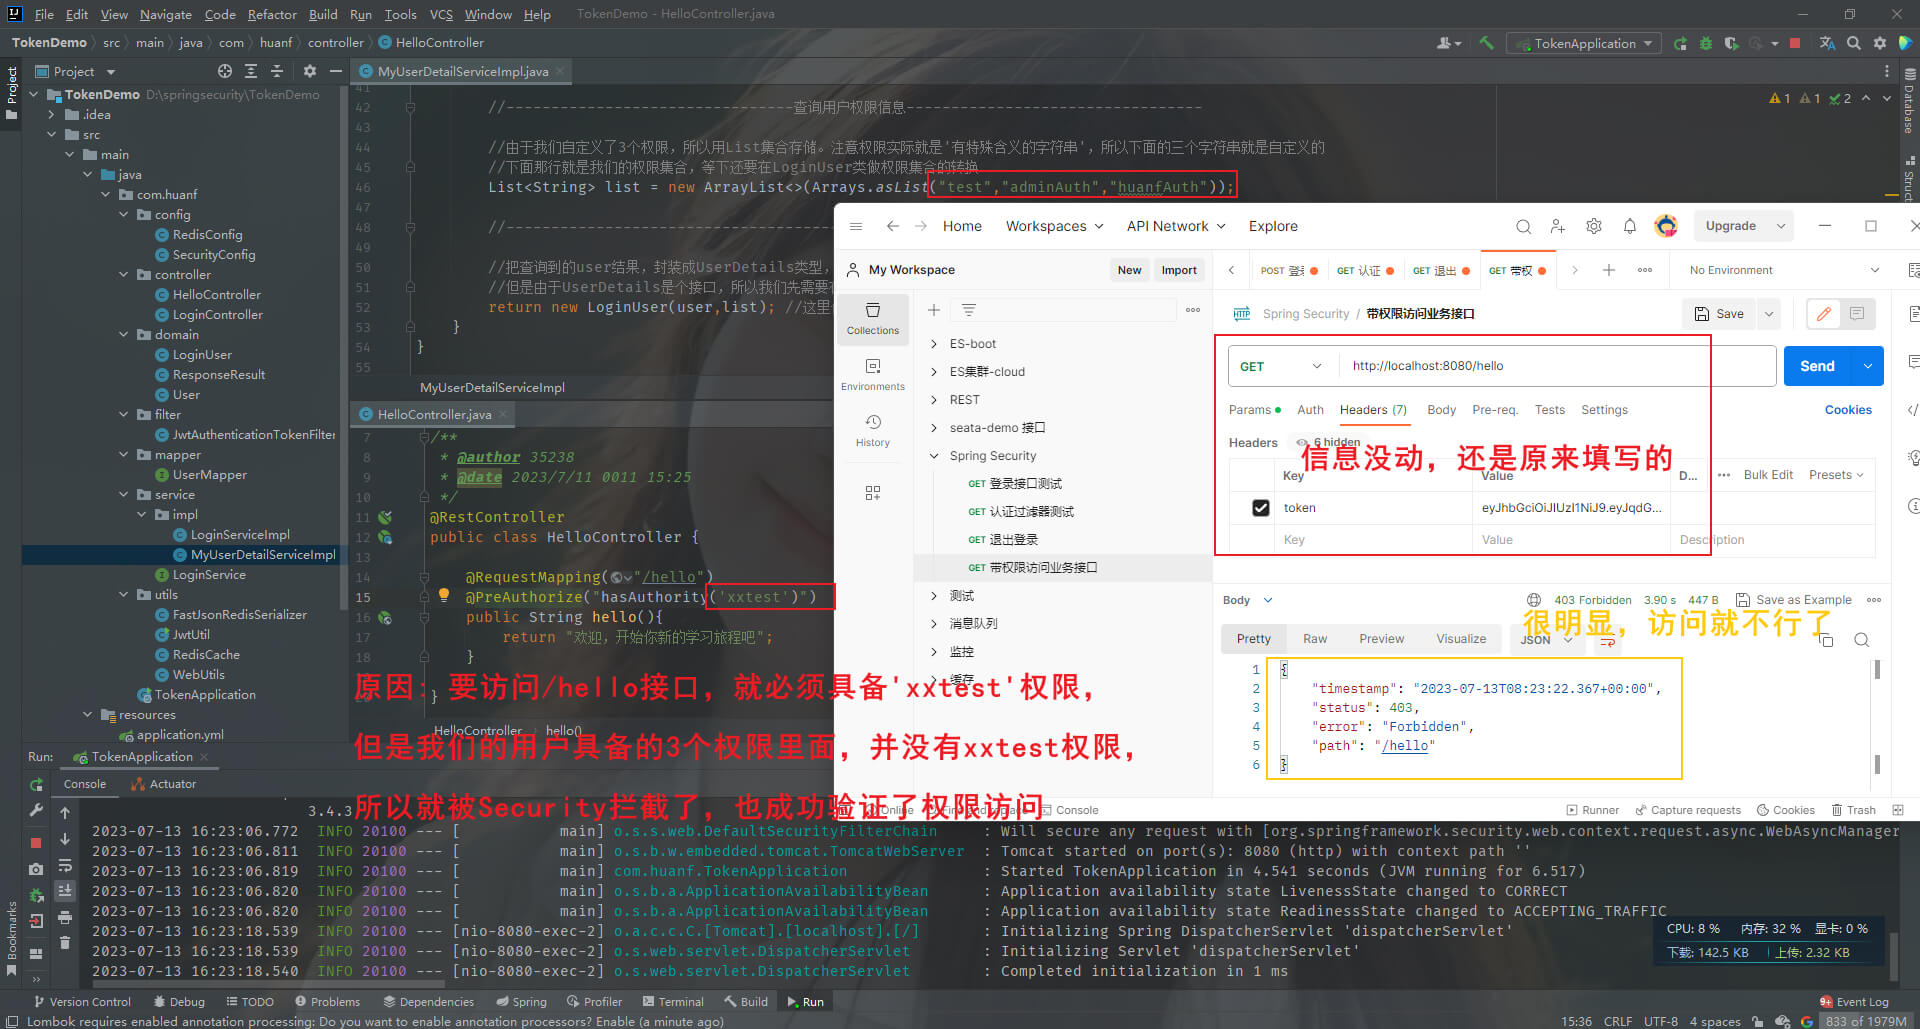 File Edit View Navigate Code Refactor Build Run Tools VCS Window Help TokenDemo - HelloController.java
TokenDemo src main java com huanf controller HelloController
TokenApplication
Project
Project
TokenDemo D:\springsecurity\TokenDemo
.idea
src
main
java
com.huanf
config
RedisConfig
SecurityConfig
controller
HelloController
LoginController
domain
LoginUser
ResponseResult
User
filter
JwtAuthenticationTokenFilter
mapper
UserMapper
service
impl
LoginServiceImpl
MyUserDetailServiceImpl
LoginService
utils
FastJsonRedisSerializer
JwtUtil
RedisCache
WebUtils
TokenApplication
resources
application.yml
MyUserDetailServiceImpl.java
1 1 2
Database
41
42 //--------------------------------查询用户权限信息---------------------------------
43
44 //由于我们自定义了3个权限，所以用List集合存储。注意权限实际就是'有特殊含义的字符串'，所以下面的三个字符串就是自定义的
45 //下面那行就是我们的权限集合，等下还要在LoginUser类做权限集合的转换
46 List<String> list = new ArrayList<>(Arrays.asList("test","adminAuth","huanfAuth"));
47
48
49
50 //把查询到的user结果，封装成UserDetails类型，
51 //但是由于UserDetails是个接口，所以我们先需要
52 return new LoginUser(user,list); //这里
53 }
54 }
55
MyUserDetailServiceImpl
HelloController.java
7 /**
8 * @author 35238
9 * @date 2023/7/11 0011 15:25
10 */
11 @RestController
12 public class HelloController {
13
14 @RequestMapping("/hello")
15 @PreAuthorize("hasAuthority('xxtest')")
16 public String hello(){
17 return "欢迎，开始你新的学习旅程吧";
18 }
}
HelloController hello()
原因：要访问/hello接口，就必须具备'xxtest'权限，
但是我们的用户具备的3个权限里面，并没有xxtest权限，
所以就被Security拦截了，也成功验证了权限访问
Home Workspaces API Network Explore
Upgrade
My Workspace New Import
POST GET 认证 GET 退出 GET 带权
No Environment
Collections
Environments
History
ES-boot
ES集群-cloud
REST
seata-demo 接口
Spring Security
GET 登录接口测试
GET 认证过滤器测试
GET 退出登录
GET 带权限访问业务接口
测试
消息队列
监控
缓存
HTTP Spring Security / 带权限访问业务接口
Save
GET http://localhost:8080/hello
Send
Params Auth Headers (7) Body Pre-req. Tests Settings Cookies
Headers 6 hidden
信息没动，还是原来填写的
Key Value D... Bulk Edit Presets
token eyJhbGciOiJIUzI1NiJ9.eyJqdG...
Key Value Description
Body 403 Forbidden 3.90 s 447 B Save as Example
很明显，访问就不行了
Pretty Raw Preview Visualize JSON
1 {
2 "timestamp": "2023-07-13T08:23:22.367+00:00",
3 "status": 403,
4 "error": "Forbidden",
5 "path": "/hello"
6 }
Online Find and replace Console
Runner Capture requests Cookies Trash
Run: TokenApplication
Console Actuator
3.4.3
2023-07-13 16:23:06.772 INFO 20100 --- [ main] o.s.s.web.DefaultSecurityFilterChain : Will secure any request with [org.springframework.security.web.context.request.async.WebAsyncManager
2023-07-13 16:23:06.811 INFO 20100 --- [ main] o.s.b.w.embedded.tomcat.TomcatWebServer : Tomcat started on port(s): 8080 (http) with context path ''
2023-07-13 16:23:06.819 INFO 20100 --- [ main] com.huanf.TokenApplication : Started TokenApplication in 4.541 seconds (JVM running for 6.517)
2023-07-13 16:23:06.820 INFO 20100 --- [ main] o.s.b.a.ApplicationAvailabilityBean : Application availability state LivenessState changed to CORRECT
2023-07-13 16:23:06.820 INFO 20100 --- [ main] o.s.b.a.ApplicationAvailabilityBean : Application availability state ReadinessState changed to ACCEPTING_TRAFFIC
2023-07-13 16:23:18.539 INFO 20100 --- [nio-8080-exec-2] o.a.c.c.C.[Tomcat].[localhost].[/] : Initializing Spring DispatcherServlet 'dispatcherServlet'
2023-07-13 16:23:18.539 INFO 20100 --- [nio-8080-exec-2] o.s.web.servlet.DispatcherServlet : Initializing Servlet 'dispatcherServlet'
2023-07-13 16:23:18.540 INFO 20100 --- [nio-8080-exec-2] o.s.web.servlet.DispatcherServlet : Completed initialization in 1 ms
CPU: 8 % 内存: 32 % 显卡: 0 %
下载: 142.5 KB 上传: 2.32 KB
Bookmarks
Version Control Debug TODO Problems Dependencies Spring Profiler Terminal Build Run 9+ Event Log
Lombok requires enabled annotation processing: Do you want to enable annotation processors? Enable (a minute ago) 15:36 CRLF UTF-8 4 spaces 833 of 1979M